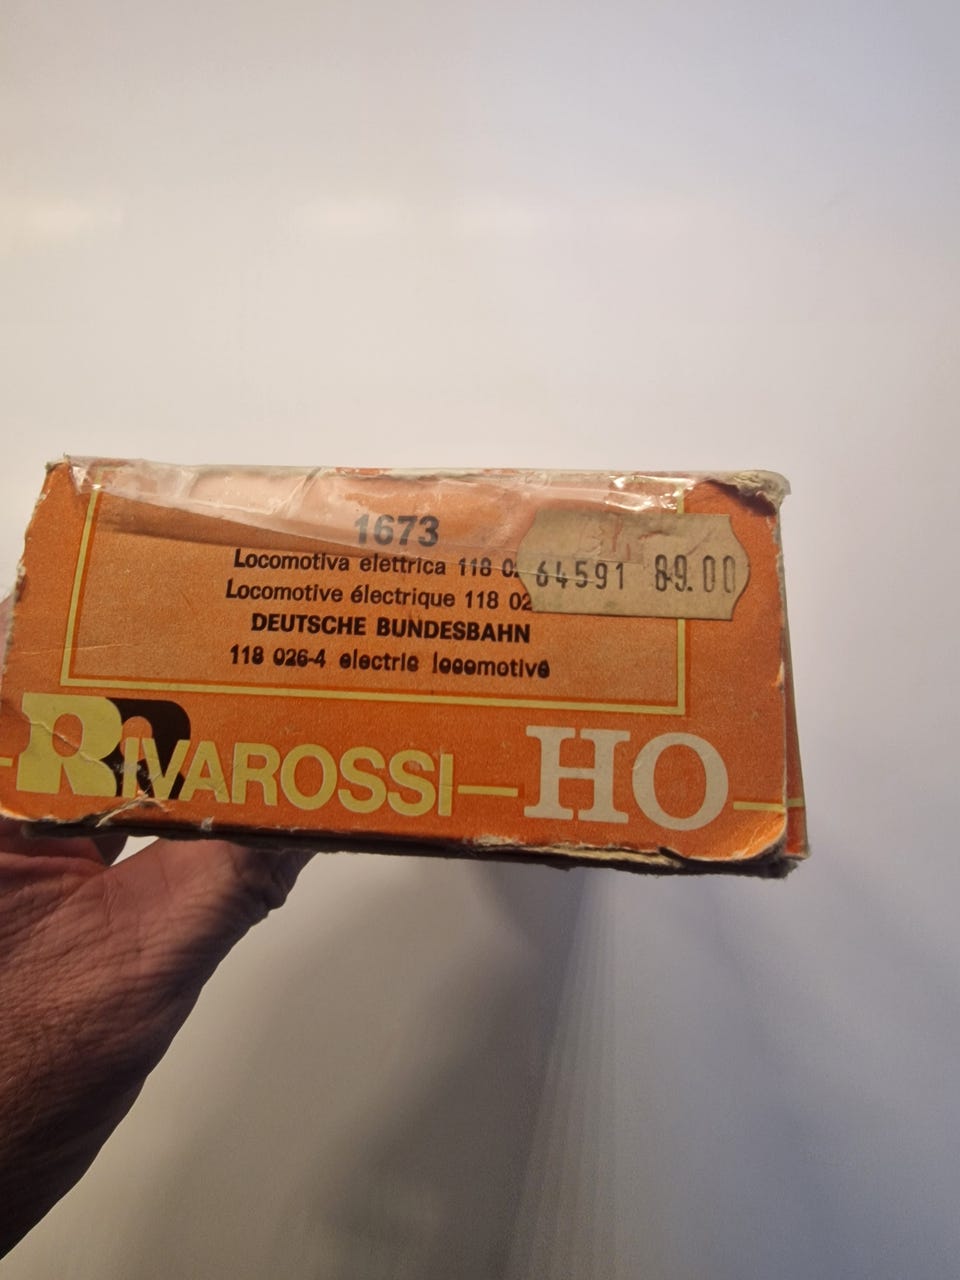 1673
Locomotiva elettrica 118 0
64591 89.00
Locomotive électrique 118 02
DEUTSCHE BUNDESBAHN
118 026-4 electric locomotive
RIVAROSSI HO